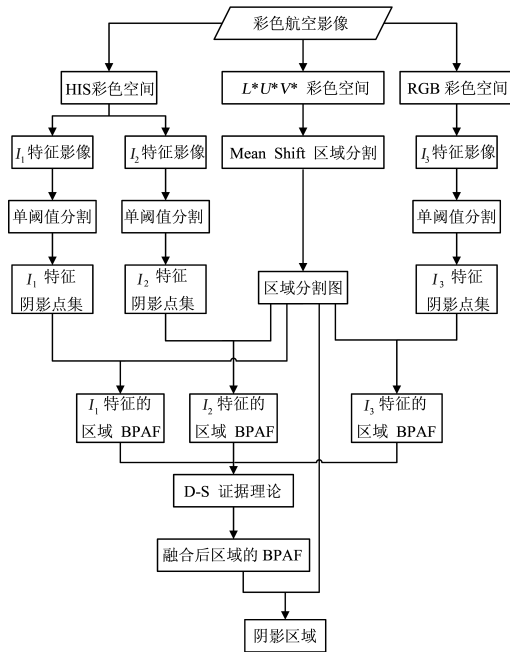 彩色航空影像
HIS彩色空间
L*U*V* 彩色空间
RGB 彩色空间
I₁ 特征影像
I₂ 特征影像
Mean Shift 区域分割
I₃ 特征影像
单阈值分割
单阈值分割
单阈值分割
I₁ 特征
阴影点集
I₂ 特征
阴影点集
区域分割图
I₃ 特征
阴影点集
I₁ 特征的
区域 BPAF
I₂ 特征的
区域 BPAF
I₃ 特征的
区域 BPAF
D-S 证据理论
融合后区域的 BPAF
阴影区域